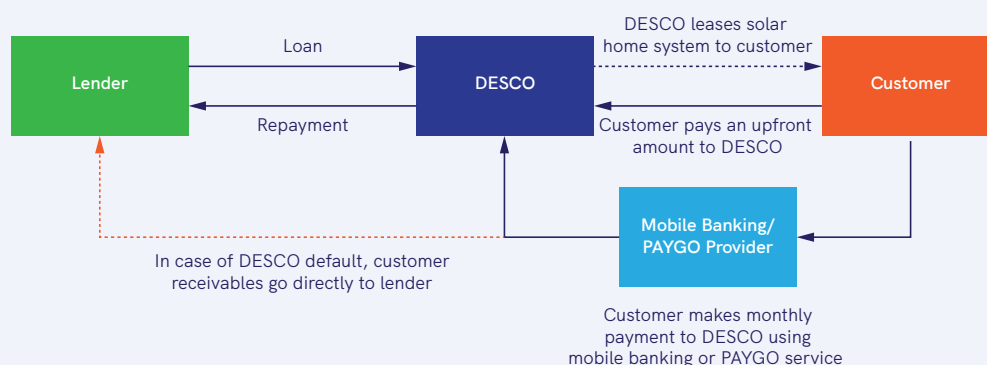 DESCO leases solar
home system to customer
Loan
Lender
DESCO
Customer
Repayment
Customer pays an upfront
amount to DESCO
Mobile Banking/
PAYGO Provider
In case of DESCO default, customer
receivables go directly to lender
Customer makes monthly
payment to DESCO using
mobile banking or PAYGO service